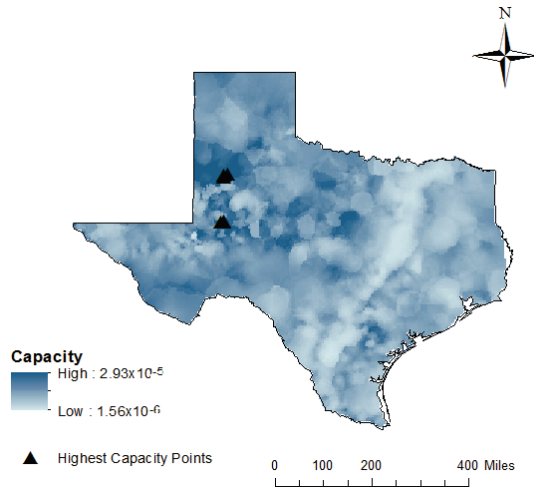 N
Capacity
High : 2.93x10-5
Low : 1.56x10-6
Highest Capacity Points
0 100 200 400 Miles